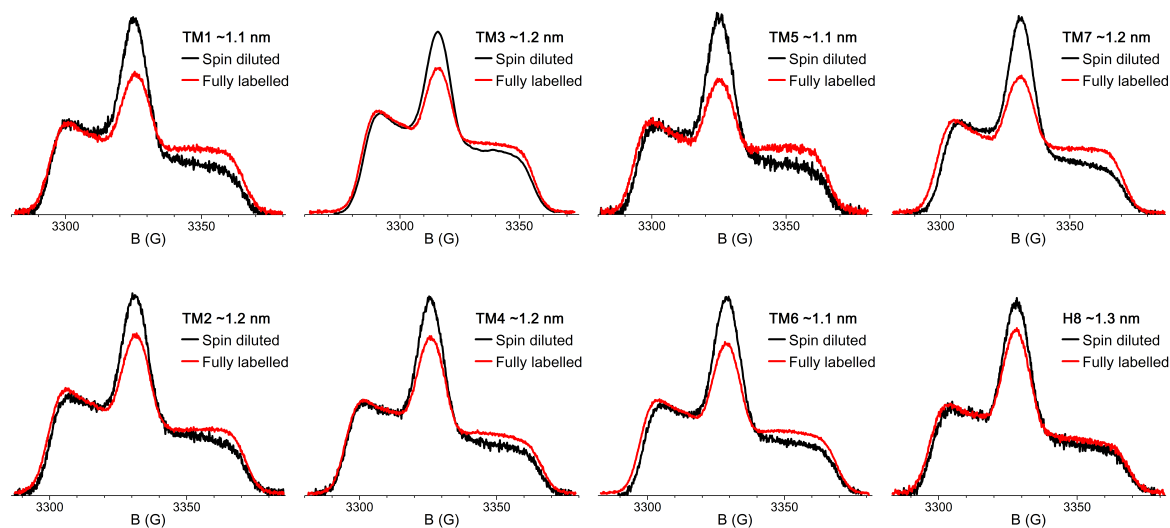 TM1 ~1.1 nm
Spin diluted
Fully labelled
3300 3350
B (G)
TM3 ~1.2 nm
Spin diluted
Fully labelled
3300 3350
B (G)
TM5 ~1.1 nm
Spin diluted
Fully labelled
3300 3350
B (G)
TM7 ~1.2 nm
Spin diluted
Fully labelled
3300 3350
B (G)
TM2 ~1.2 nm
Spin diluted
Fully labelled
3300 3350
B (G)
TM4 ~1.2 nm
Spin diluted
Fully labelled
3300 3350
B (G)
TM6 ~1.1 nm
Spin diluted
Fully labelled
3300 3350
B (G)
H8 ~1.3 nm
Spin diluted
Fully labelled
3300 3350
B (G)